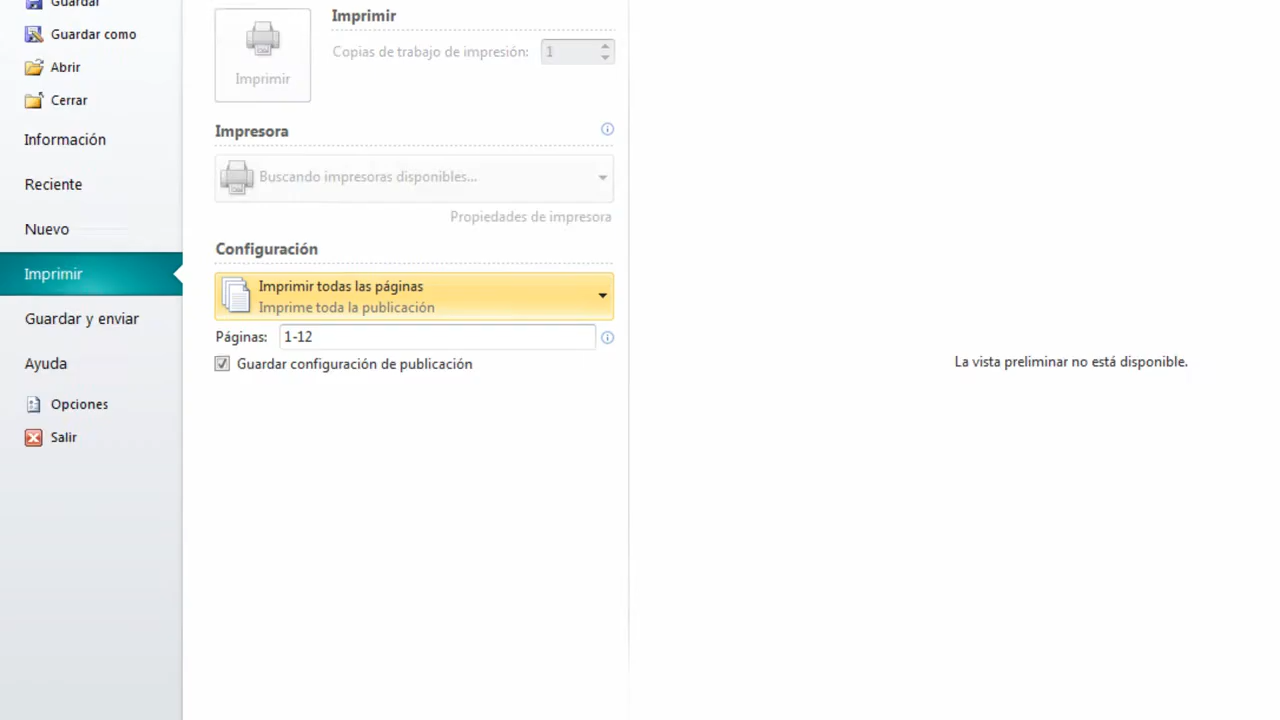 Guardar
Guardar como
Abrir
Cerrar
Información
Reciente
Nuevo
Imprimir
Guardar y enviar
Ayuda
Opciones
Salir
Imprimir
Imprimir
Copias de trabajo de impresión: 1
Impresora
Buscando impresoras disponibles...
Propiedades de impresora
Configuración
Imprimir todas las páginas
Imprime toda la publicación
Páginas: 1-12
Guardar configuración de publicación
La vista preliminar no está disponible.